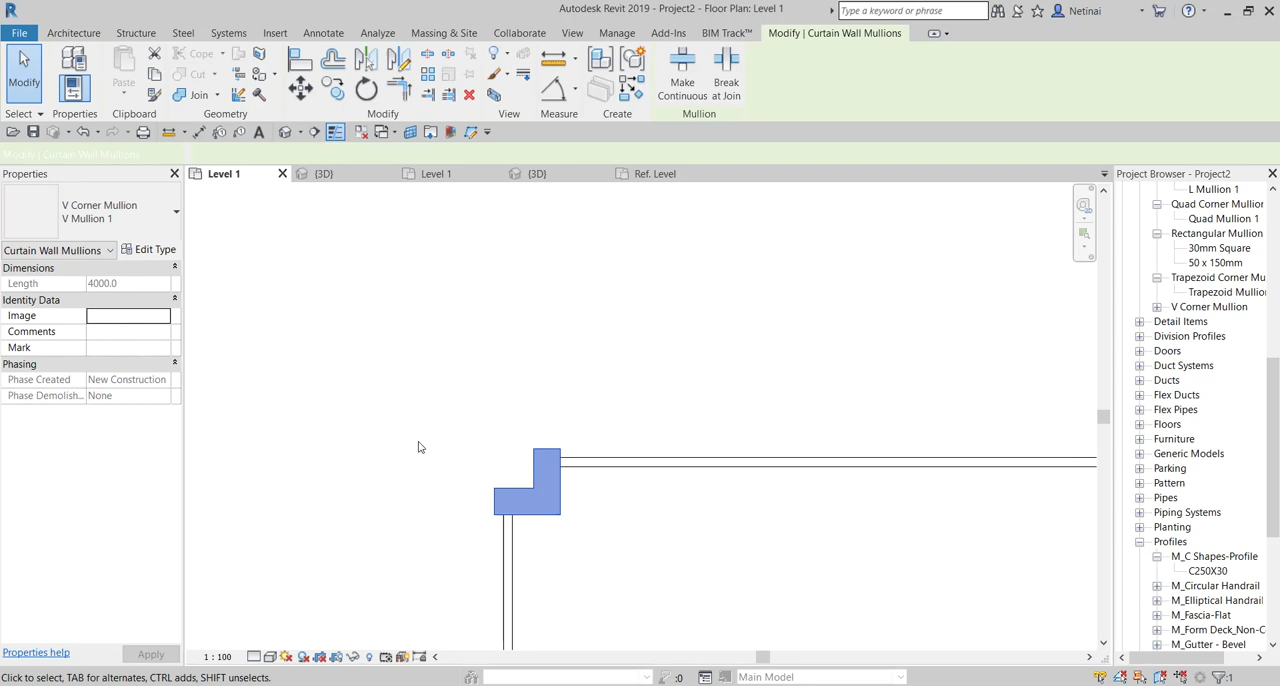 Autodesk Revit 2019 - Project2 - Floor Plan: Level 1
Type a keyword or phrase
Netinai
File
Architecture
Structure
Steel
Systems
Insert
Annotate
Analyze
Massing & Site
Collaborate
View
Manage
Add-Ins
BIM Track™
Modify | Curtain Wall Mullions
Modify
Paste
Cope
Cut
Join
Make
Continuous
Break
at Join
Select
Properties
Clipboard
Geometry
Modify
View
Measure
Create
Mullion
Modify | Curtain Wall Mullions
Properties
Level 1
{3D}
Level 1
{3D}
Ref. Level
Project Browser - Project2
V Corner Mullion
V Mullion 1
Curtain Wall Mullions
Edit Type
Dimensions
Length
4000.0
Identity Data
Image
Comments
Mark
Phasing
Phase Created
New Construction
Phase Demolish...
None
L Mullion 1
Quad Corner Mullion
Quad Mullion 1
Rectangular Mullion
30mm Square
50 x 150mm
Trapezoid Corner Mu
Trapezoid Mullion
V Corner Mullion
Detail Items
Division Profiles
Doors
Duct Systems
Ducts
Flex Ducts
Flex Pipes
Floors
Furniture
Generic Models
Parking
Pattern
Pipes
Piping Systems
Planting
Profiles
M_C Shapes-Profile
C250X30
M_Circular Handrail
M_Elliptical Handrail
M_Fascia-Flat
M_Form Deck_Non-C
M_Gutter - Bevel
Properties help
Apply
1 : 100
Click to select, TAB for alternates, CTRL adds, SHIFT unselects.
:0
Main Model
:1